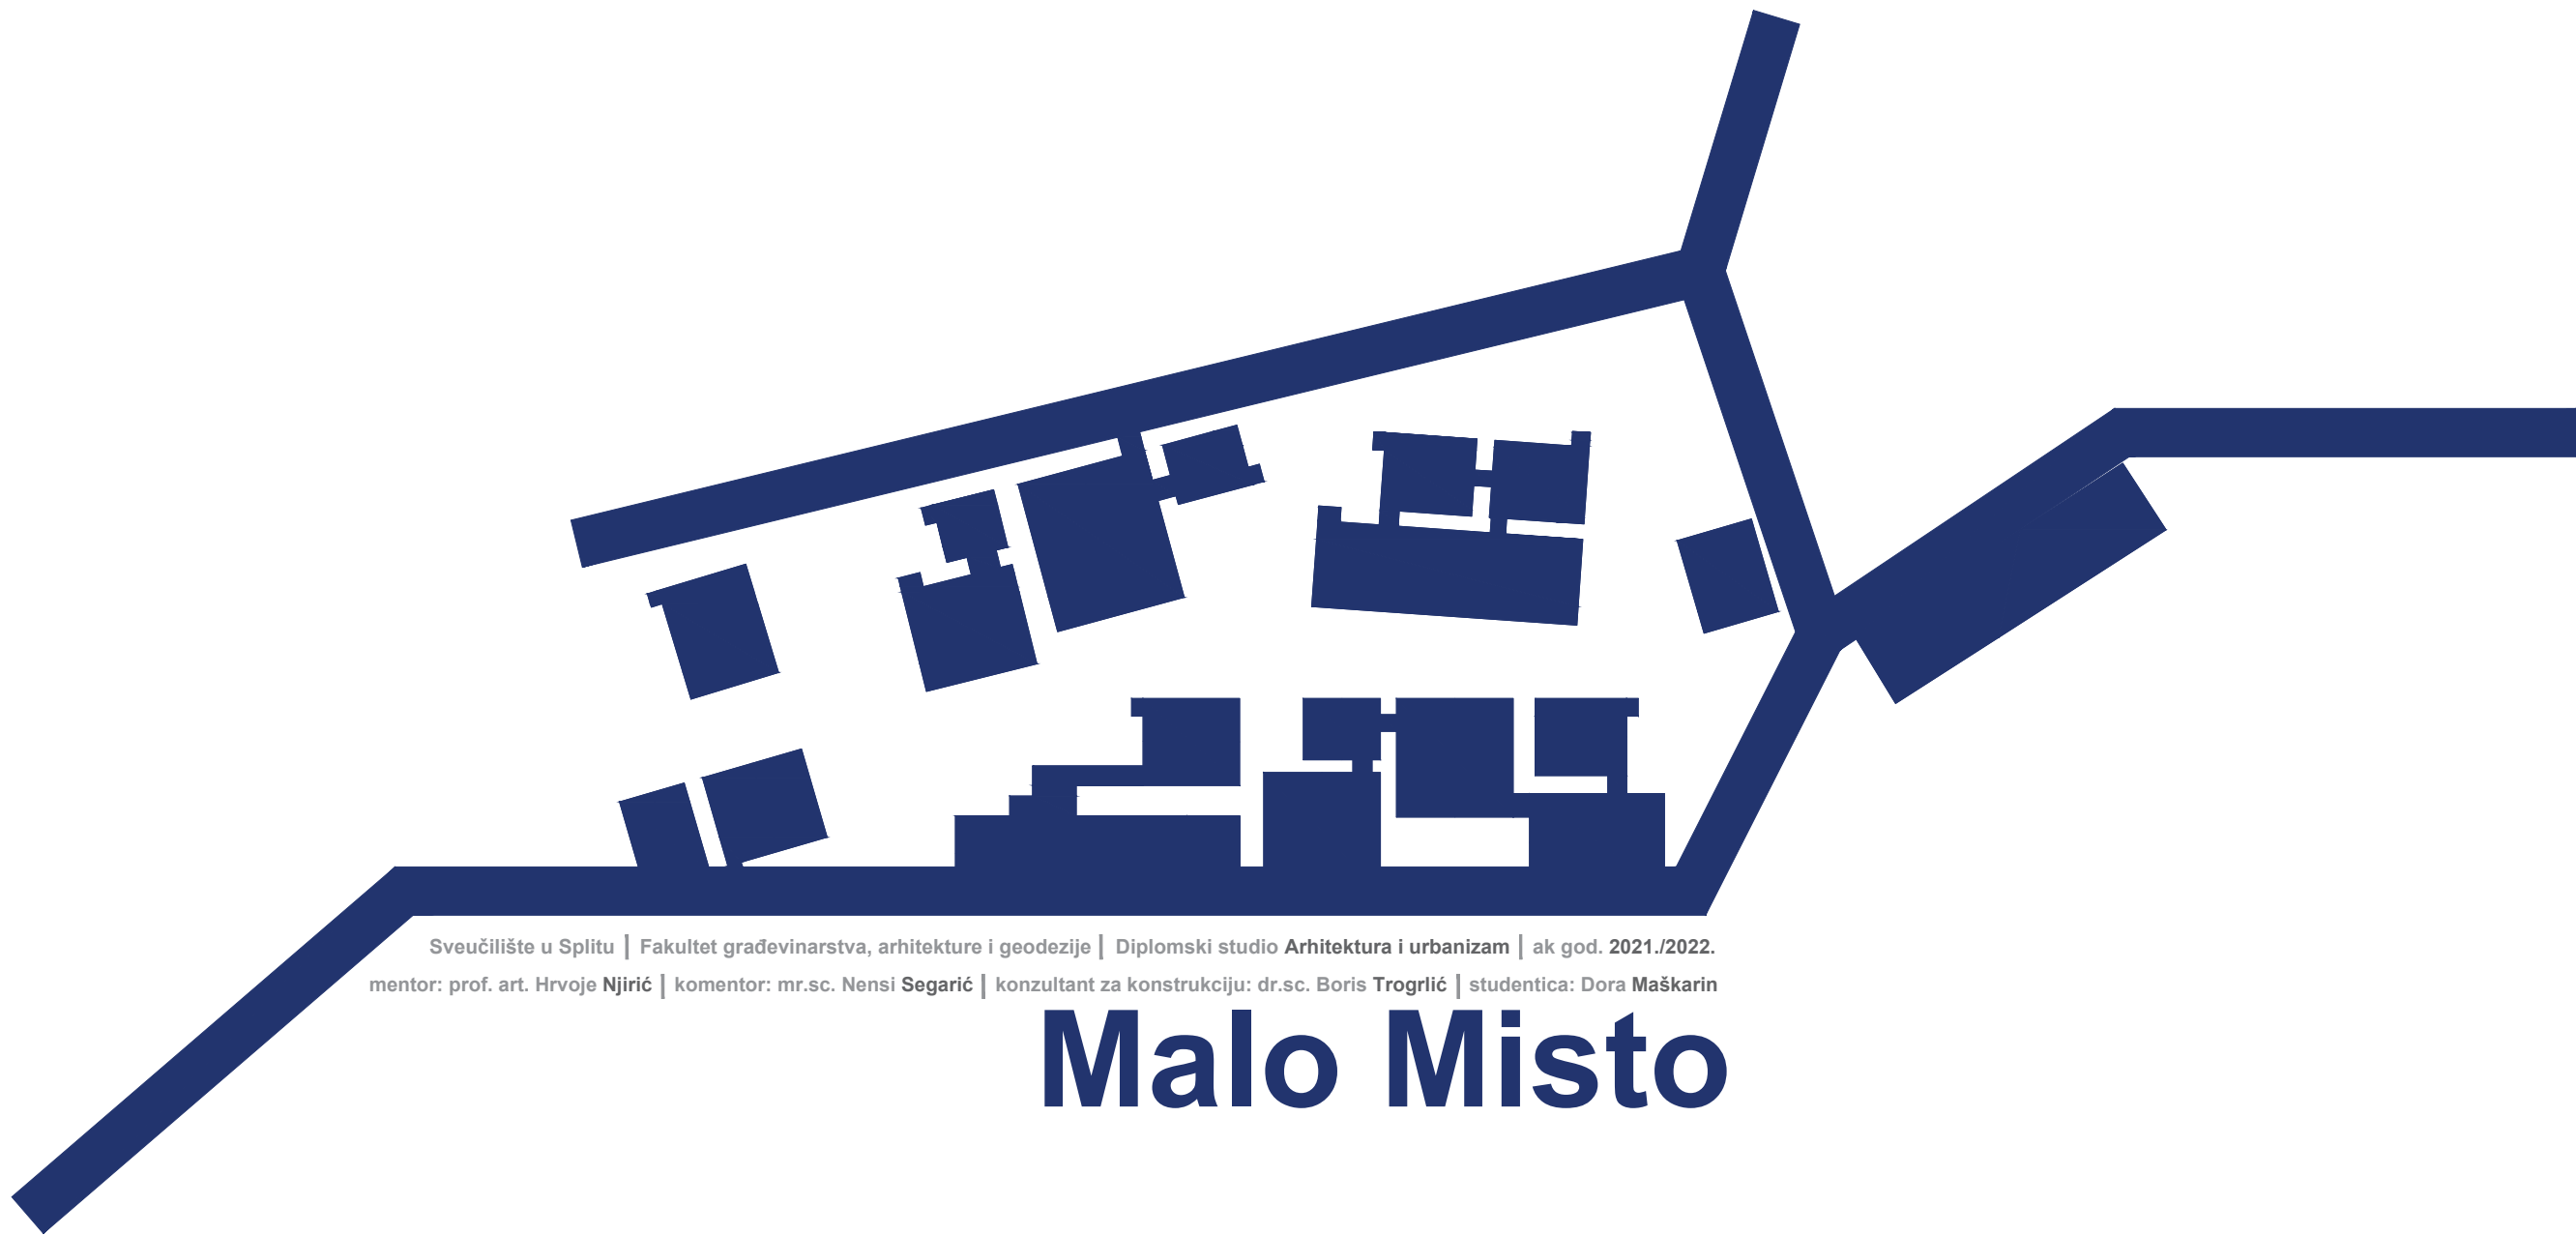 Sveučilište u Splitu | Fakultet građevinarstva, arhitekture i geodezije | Diplomski studio Arhitektura i urbanizam | ak god. 2021./2022.
mentor: prof. art. Hrvoje Njirić | komentor: mr.sc. Nensi Segarić | konzultant za konstrukciju: dr.sc. Boris Trogrlić | studentica: Dora Maškarin
Malo Misto